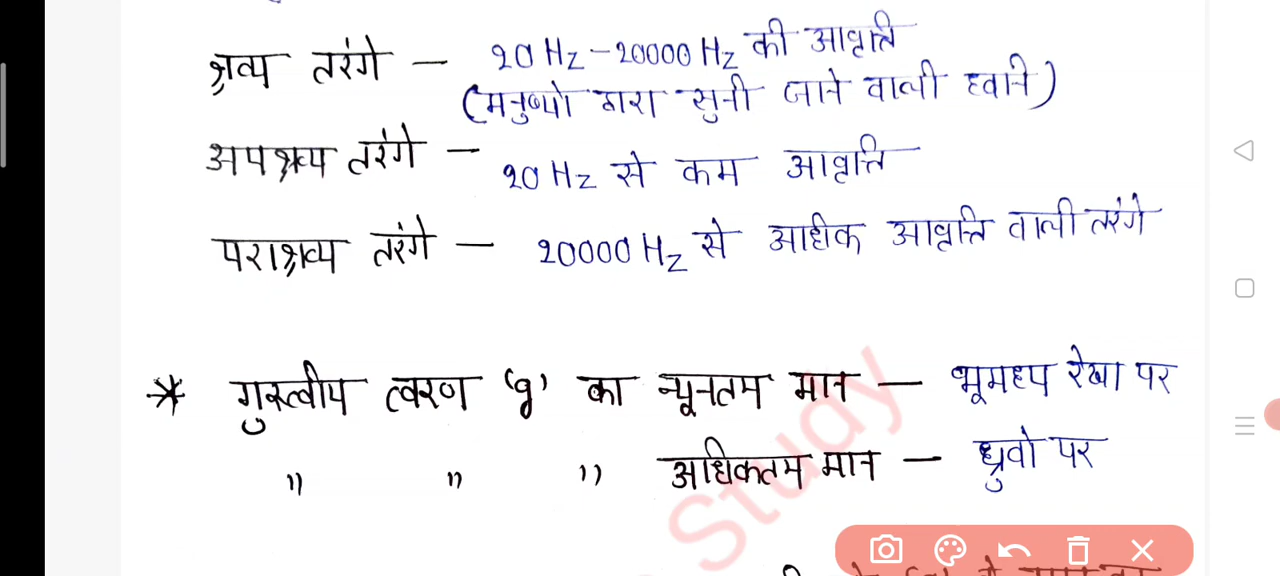 श्रव्य तरंगे – 20 Hz – 20000 Hz की आवृत्ति
(मनुष्यो द्वारा सुनी जाने वाली ध्वनि)
अपश्रव्य तरंगे – 20 Hz से कम आवृत्ति
पराश्रव्य तरंगे – 20000 Hz से अधिक आवृत्ति वाली तरंगे
* गुरुत्वीय त्वरण 'g' का न्यूनतम मान – भूमध्य रेखा पर
" " " अधिकतम मान – ध्रुवो पर
Study